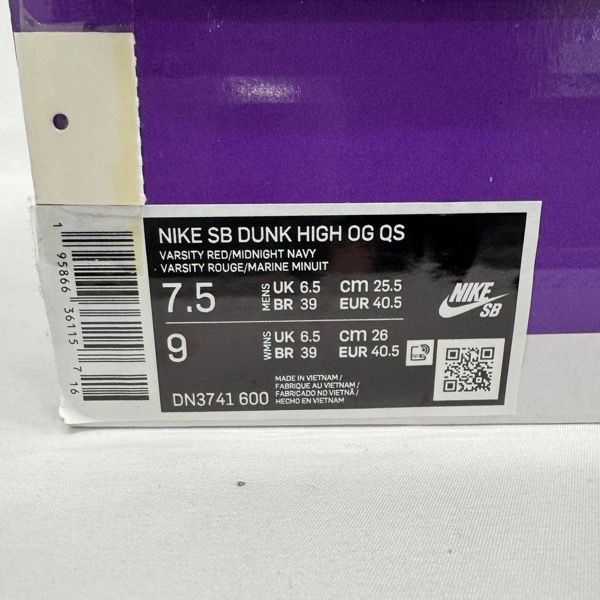 NIKE SB DUNK HIGH OG QS
VARSITY RED/MIDNIGHT NAVY
VARSITY ROUGE/MARINE MINUIT
7.5 MENS UK 6.5 cm 25.5
BR 39 EUR 40.5
9 WMNS UK 6.5 cm 26
BR 39 EUR 40.5
NIKE
SB
MADE IN VIETNAM /
FABRIQUE AU VIETNAM /
FABRICADO NO VIETNÃ /
HECHO EN VIETNAM
DN3741 600
1 95866 36115 7 16